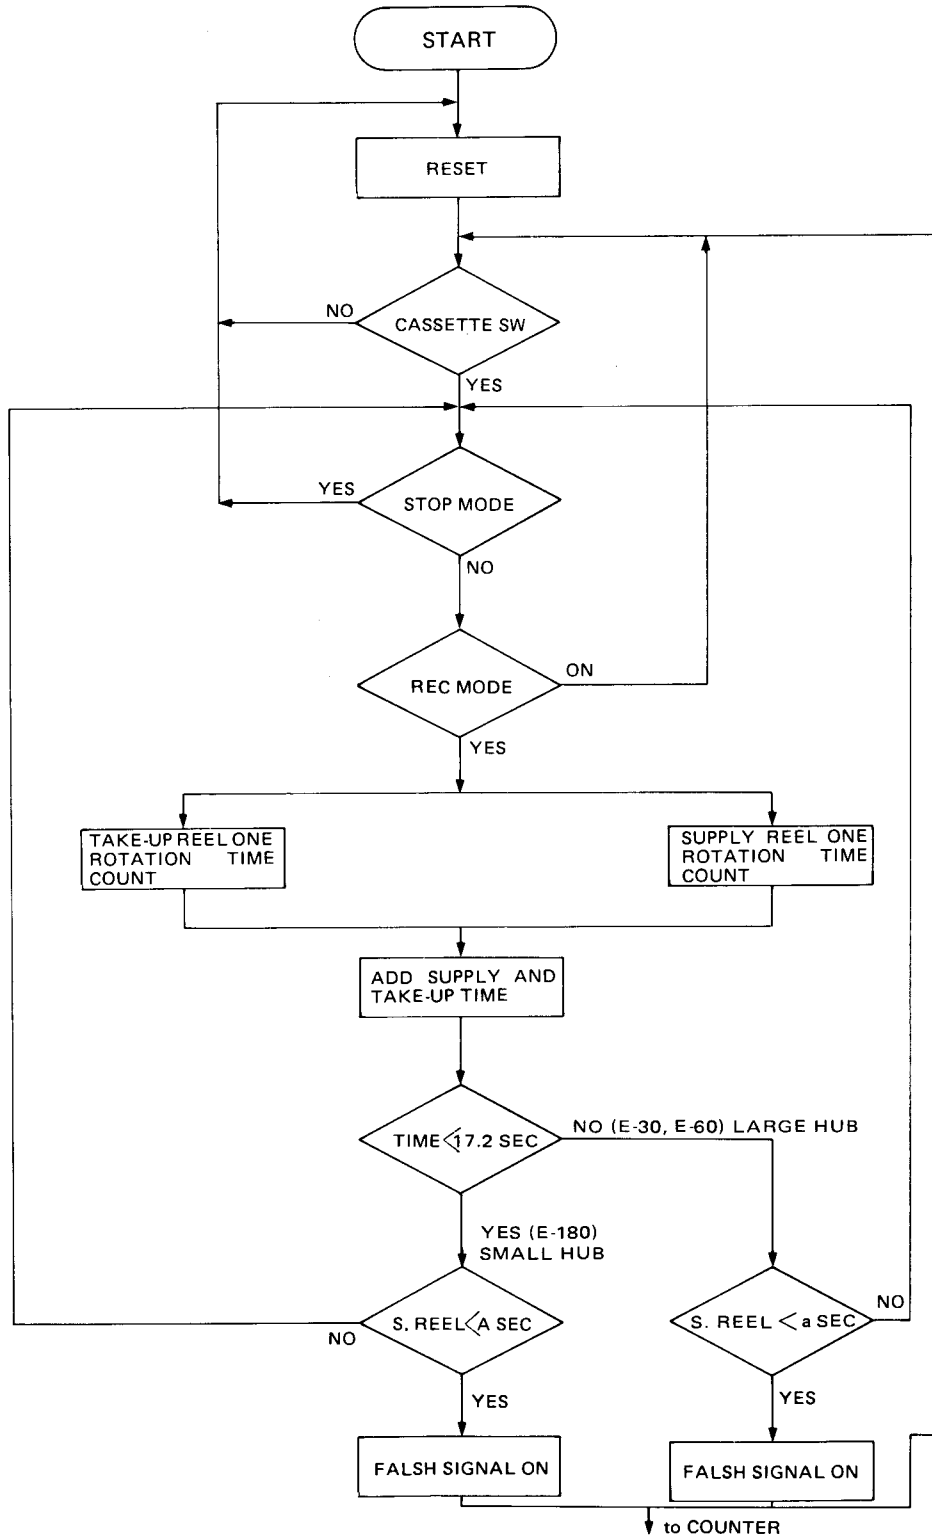 START
RESET
NO
CASSETTE SW
YES
YES
STOP MODE
NO
REC MODE
ON
YES
TAKE-UP REEL ONE
ROTATION TIME
COUNT
SUPPLY REEL ONE
ROTATION TIME
COUNT
ADD SUPPLY AND
TAKE-UP TIME
TIME<17.2 SEC
NO (E-30, E-60) LARGE HUB
YES (E-180)
SMALL HUB
S. REEL<A SEC
NO
S. REEL <a SEC
NO
YES
YES
FALSH SIGNAL ON
FALSH SIGNAL ON
to COUNTER